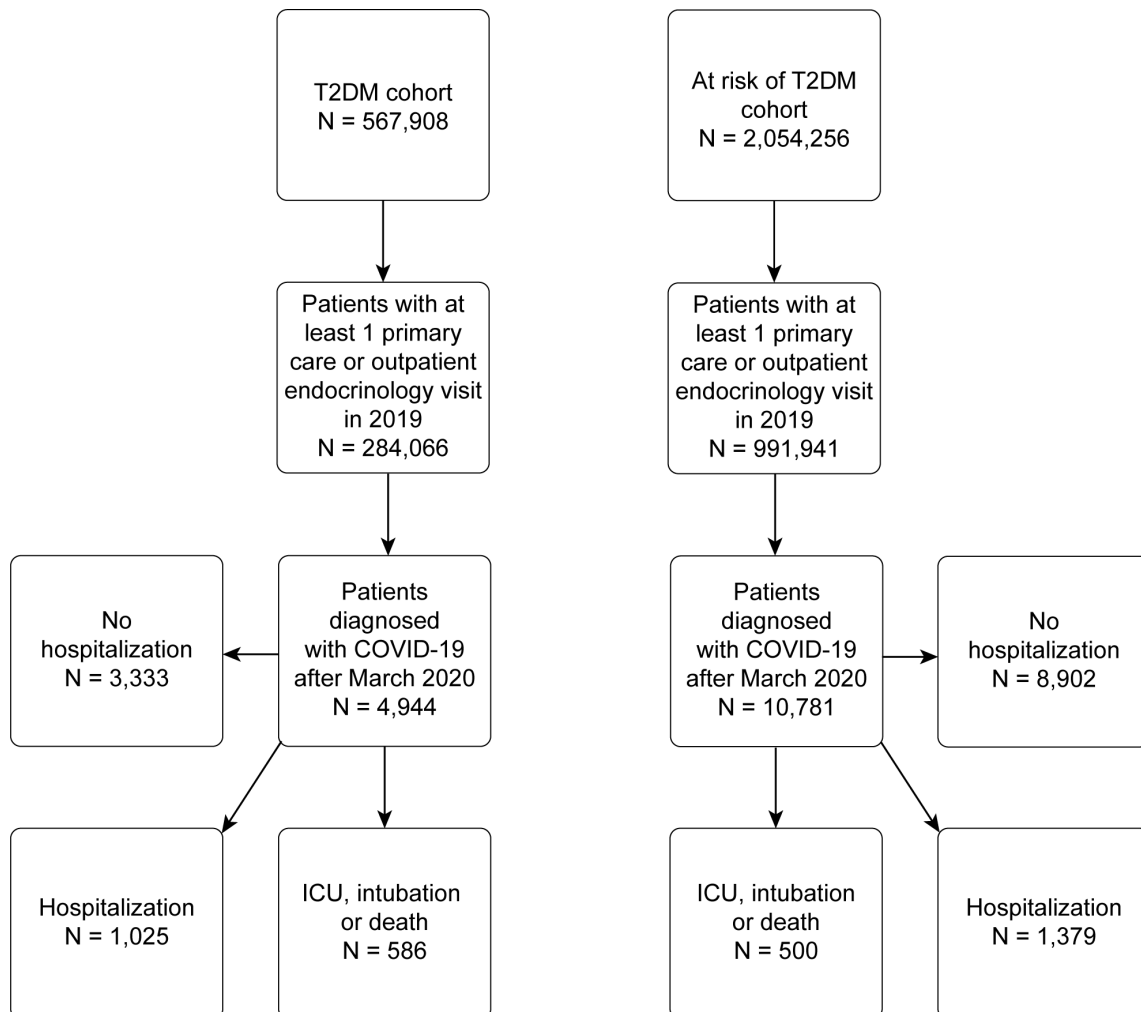 T2DM cohort
N = 567,908
At risk of T2DM
cohort
N = 2,054,256
Patients with at
least 1 primary
care or outpatient
endocrinology visit
in 2019
N = 284,066
Patients with at
least 1 primary
care or outpatient
endocrinology visit
in 2019
N = 991,941
No
hospitalization
N = 3,333
Patients
diagnosed
with COVID-19
after March 2020
N = 4,944
Patients
diagnosed
with COVID-19
after March 2020
N = 10,781
No
hospitalization
N = 8,902
Hospitalization
N = 1,025
ICU, intubation
or death
N = 586
ICU, intubation
or death
N = 500
Hospitalization
N = 1,379